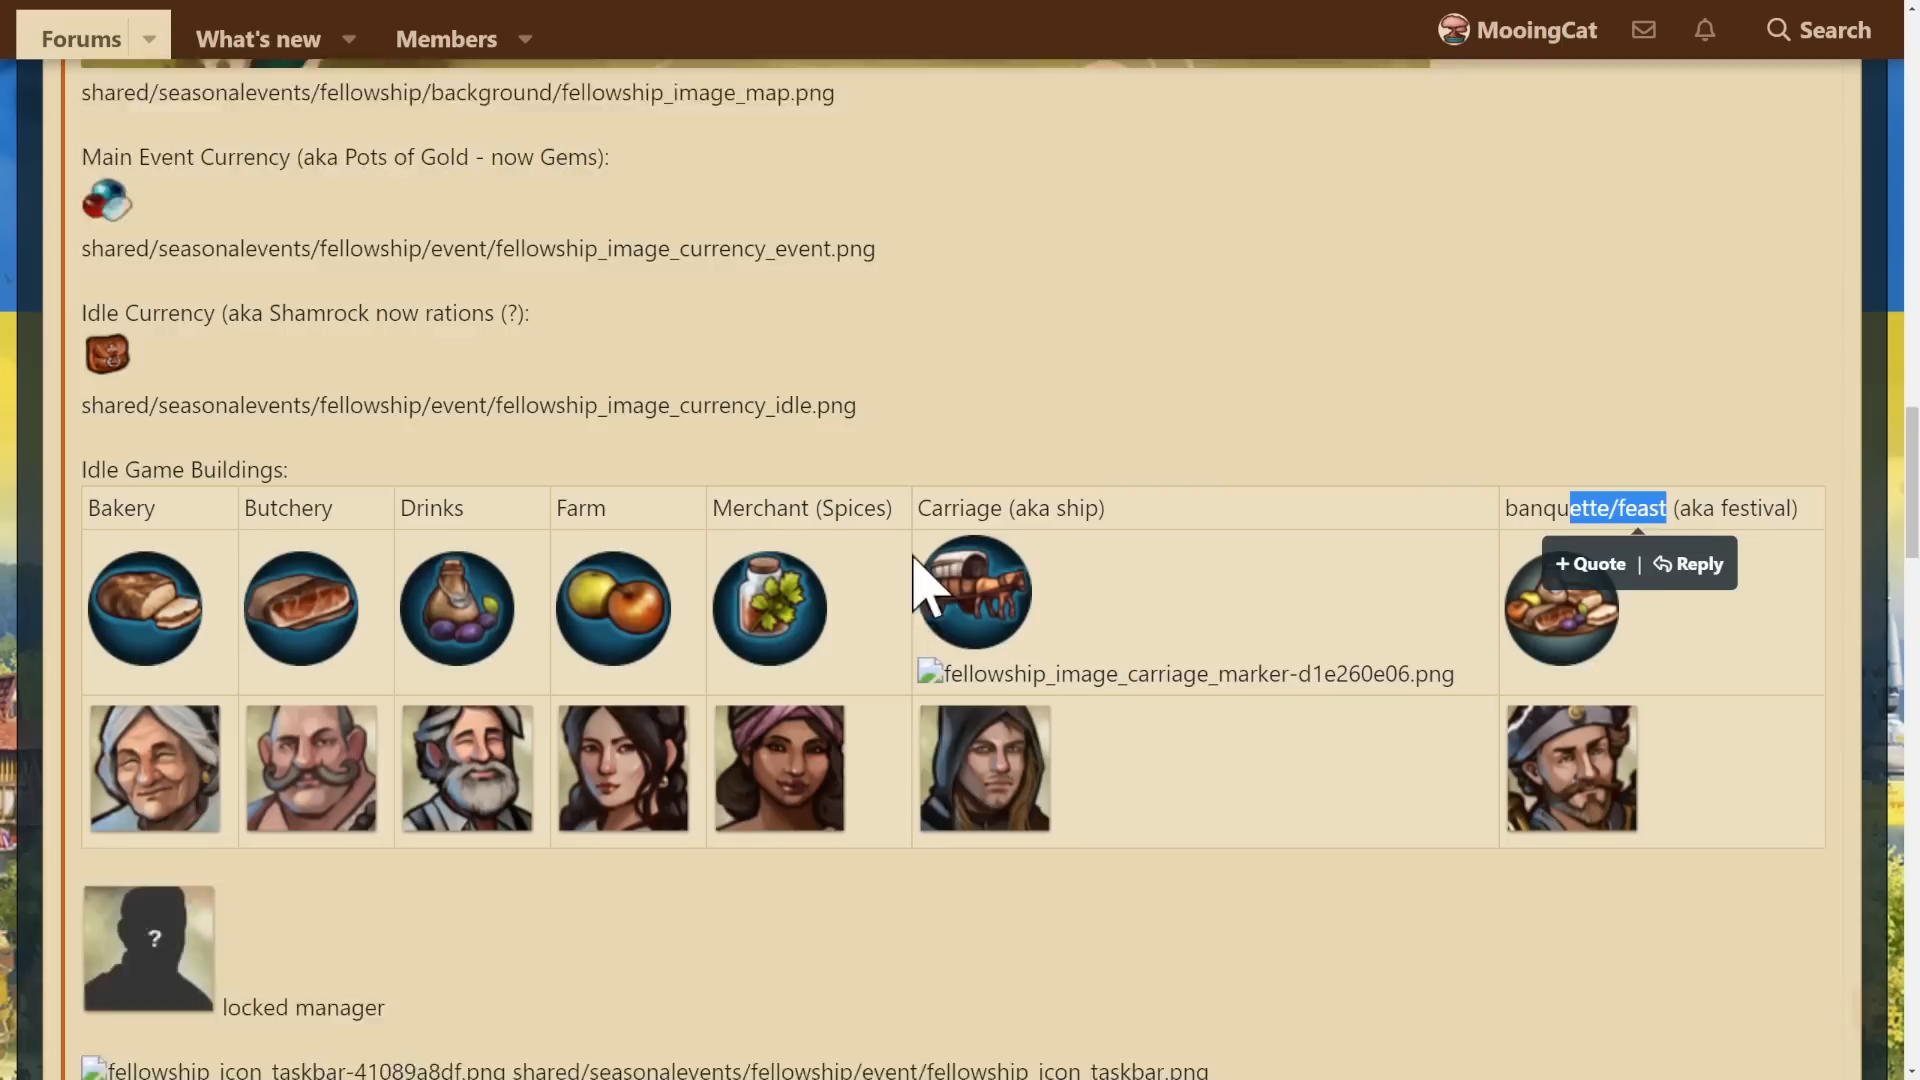 Forums What's new Members MooingCat Search
shared/seasonalevents/fellowship/background/fellowship_image_map.png
Main Event Currency (aka Pots of Gold - now Gems):
shared/seasonalevents/fellowship/event/fellowship_image_currency_event.png
Idle Currency (aka Shamrock now rations (?):
shared/seasonalevents/fellowship/event/fellowship_image_currency_idle.png
Idle Game Buildings:
Bakery Butchery Drinks Farm Merchant (Spices) Carriage (aka ship) banquette/feast (aka festival)
+ Quote | Reply
fellowship_image_carriage_marker-d1e260e06.png
?
locked manager
fellowship_icon_taskbar-41089a8df.png shared/seasonalevents/fellowship/event/fellowship_icon_taskbar.png